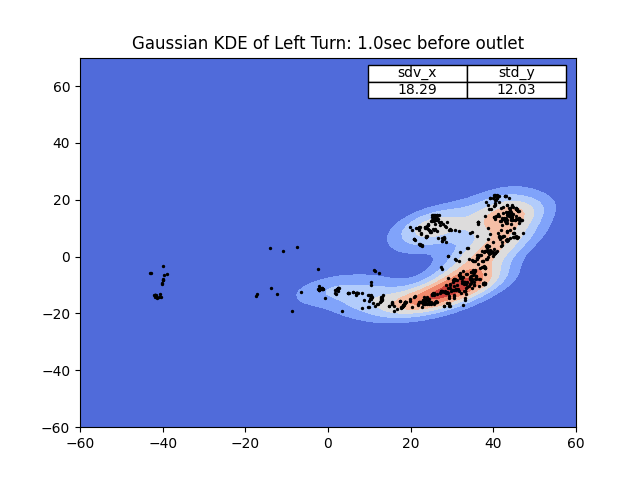 Gaussian KDE of Left Turn: 1.0sec before outlet
sdv_x std_y
18.29 12.03
60
40
20
0
−20
−40
−60
−60 −40 −20 0 20 40 60